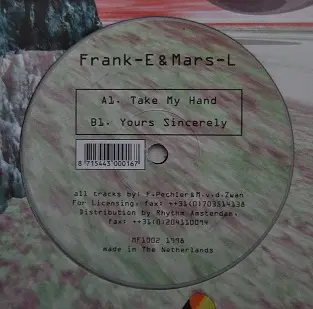 Frank-E & Mars-L
A1. Take My Hand
B1. Yours Sincerely
8 715443 000167
all tracks by: F.Pechler & M.v.d.Zwan
For Licensing, fax: ++31(0)703514138
Distribution by Rhythm Amsterdam.
fax: ++31(0)204110094
MF1002 1998
made in The Netherlands